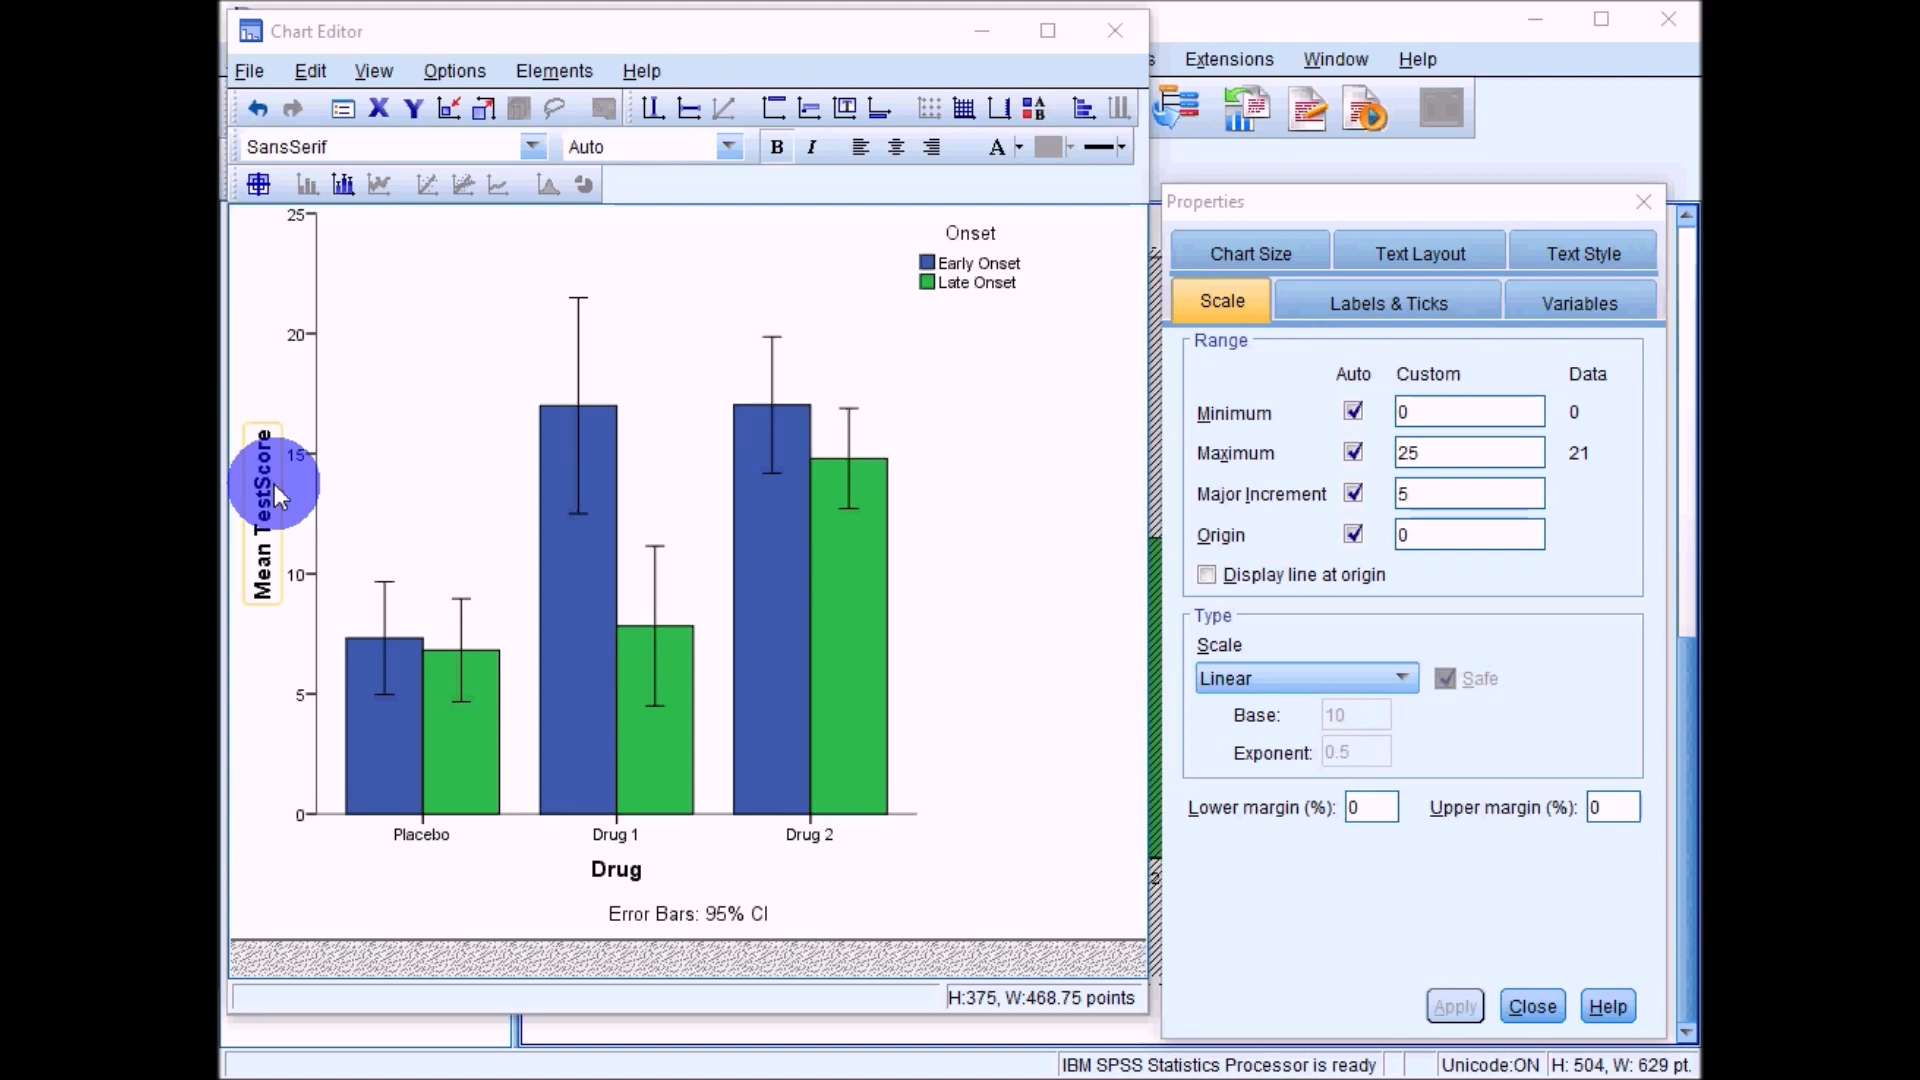 Chart Editor
File Edit View Options Elements Help
s Extensions Window Help
SansSerif Auto B I A
25
20
15
10
5
0
Mean TestScore
Onset
Early Onset
Late Onset
Placebo Drug 1 Drug 2
Drug
Error Bars: 95% CI
H:375, W:468.75 points
Properties
Chart Size Text Layout Text Style
Scale Labels & Ticks Variables
Range
Auto Custom Data
Minimum 0 0
Maximum 25 21
Major Increment 5
Origin 0
Display line at origin
Type
Scale
Linear Safe
Base: 10
Exponent: 0.5
Lower margin (%): 0 Upper margin (%): 0
Apply Close Help
IBM SPSS Statistics Processor is ready Unicode:ON H: 504, W: 629 pt.